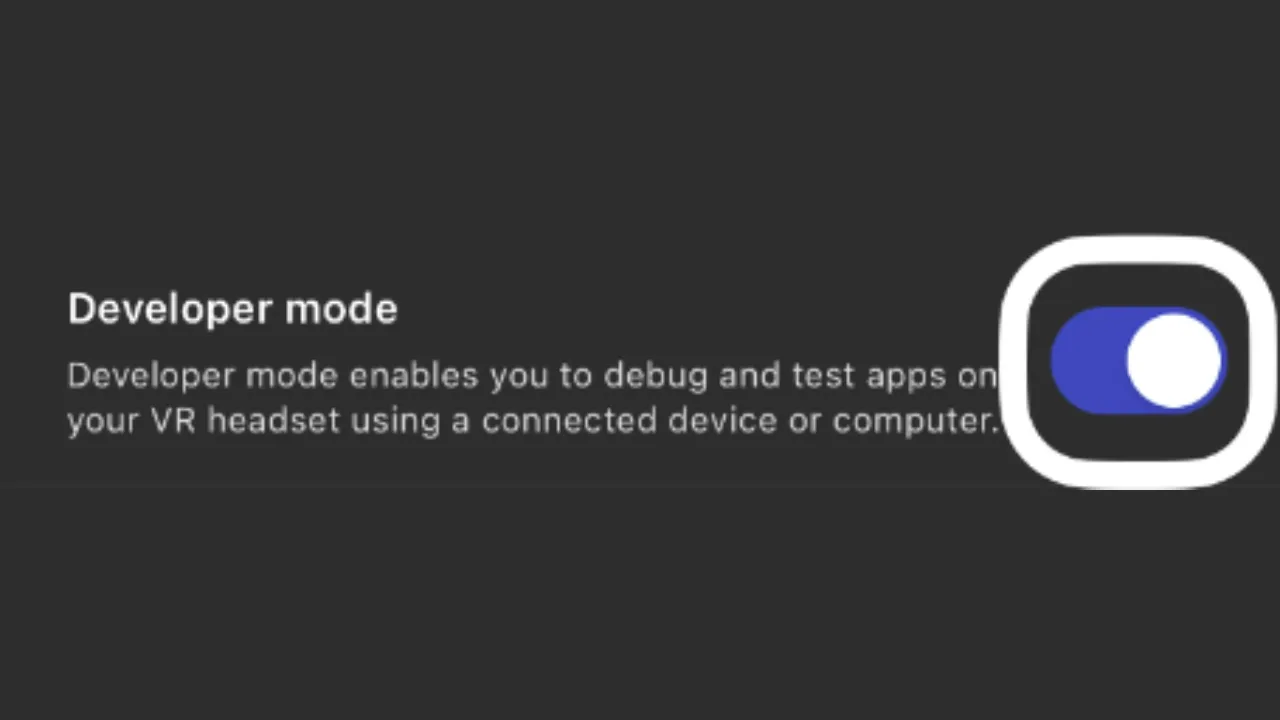 Developer mode
Developer mode enables you to debug and test apps on
your VR headset using a connected device or computer.